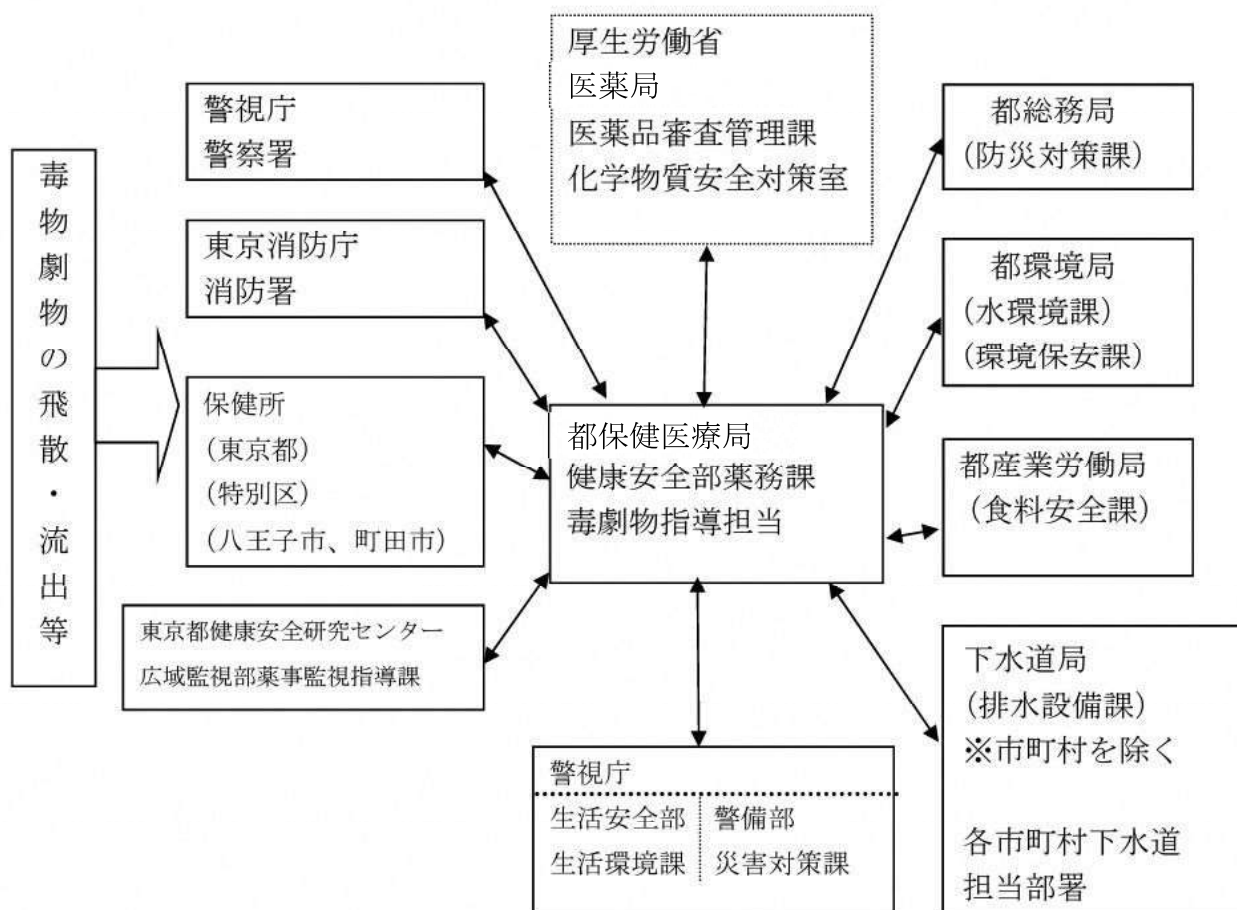 毒物劇物の飛散・流出等
警視庁
警察署
東京消防庁
消防署
保健所
(東京都)
(特別区)
(八王子市、町田市)
東京都健康安全研究センター
広域監視部薬事監視指導課
厚生労働省
医薬局
医薬品審査管理課
化学物質安全対策室
都保健医療局
健康安全部薬務課
毒劇物指導担当
警視庁
生活安全部
生活環境課
警備部
災害対策課
都総務局
(防災対策課)
都環境局
(水環境課)
(環境保安課)
都産業労働局
(食料安全課)
下水道局
(排水設備課)
※市町村を除く
各市町村下水道
担当部署